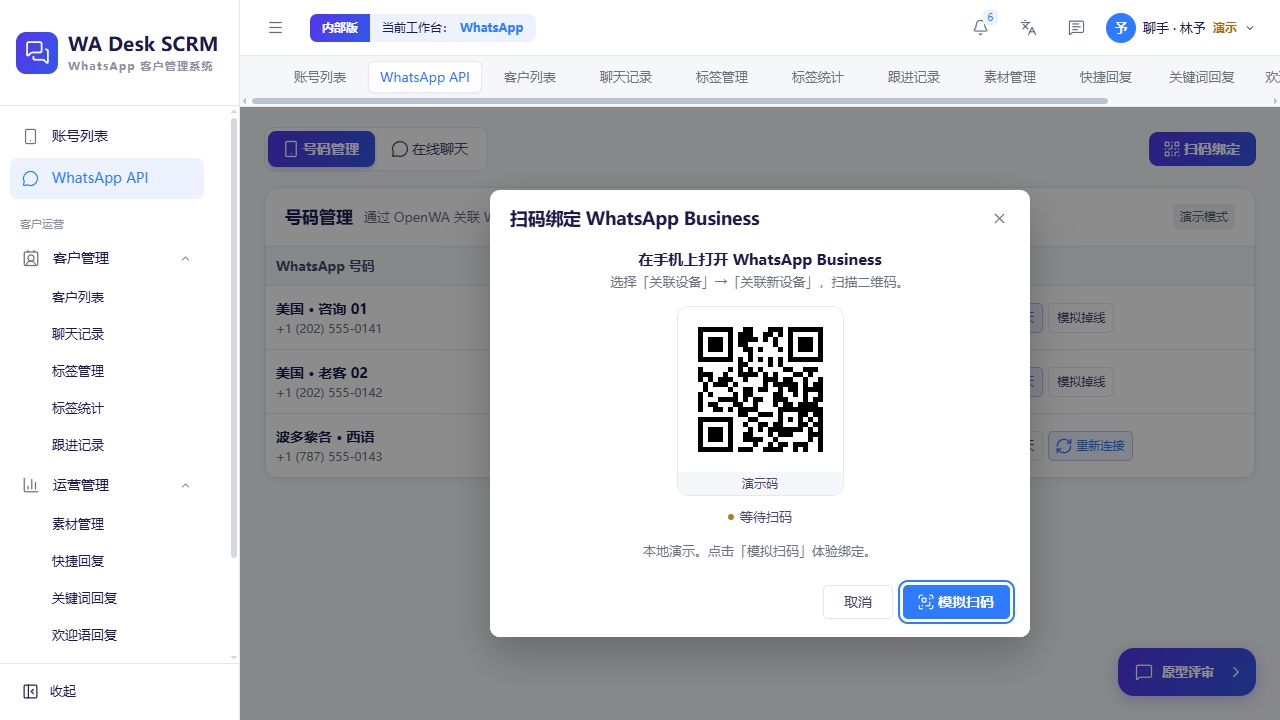 WA Desk SCRM
WhatsApp 客户管理系统
内部版 当前工作台： WhatsApp
6
予 聊手 · 林予 演示
账号列表 WhatsApp API 客户列表 聊天记录 标签管理 标签统计 跟进记录 素材管理 快捷回复 关键词回复
账号列表
WhatsApp API
客户运营
客户管理
客户列表
聊天记录
标签管理
标签统计
跟进记录
运营管理
素材管理
快捷回复
关键词回复
欢迎语回复
收起
号码管理 在线聊天 扫码绑定
号码管理 通过 OpenWA 关联 演示模式
WhatsApp 号码
美国 • 咨询 01
+1 (202) 555-0141
模拟掉线
美国 • 老客 02
+1 (202) 555-0142
模拟掉线
波多黎各 • 西语
+1 (787) 555-0143
重新连接
扫码绑定 WhatsApp Business
在手机上打开 WhatsApp Business
选择「关联设备」→「关联新设备」，扫描二维码。
演示码
等待扫码
本地演示。点击「模拟扫码」体验绑定。
取消 模拟扫码
原型评审